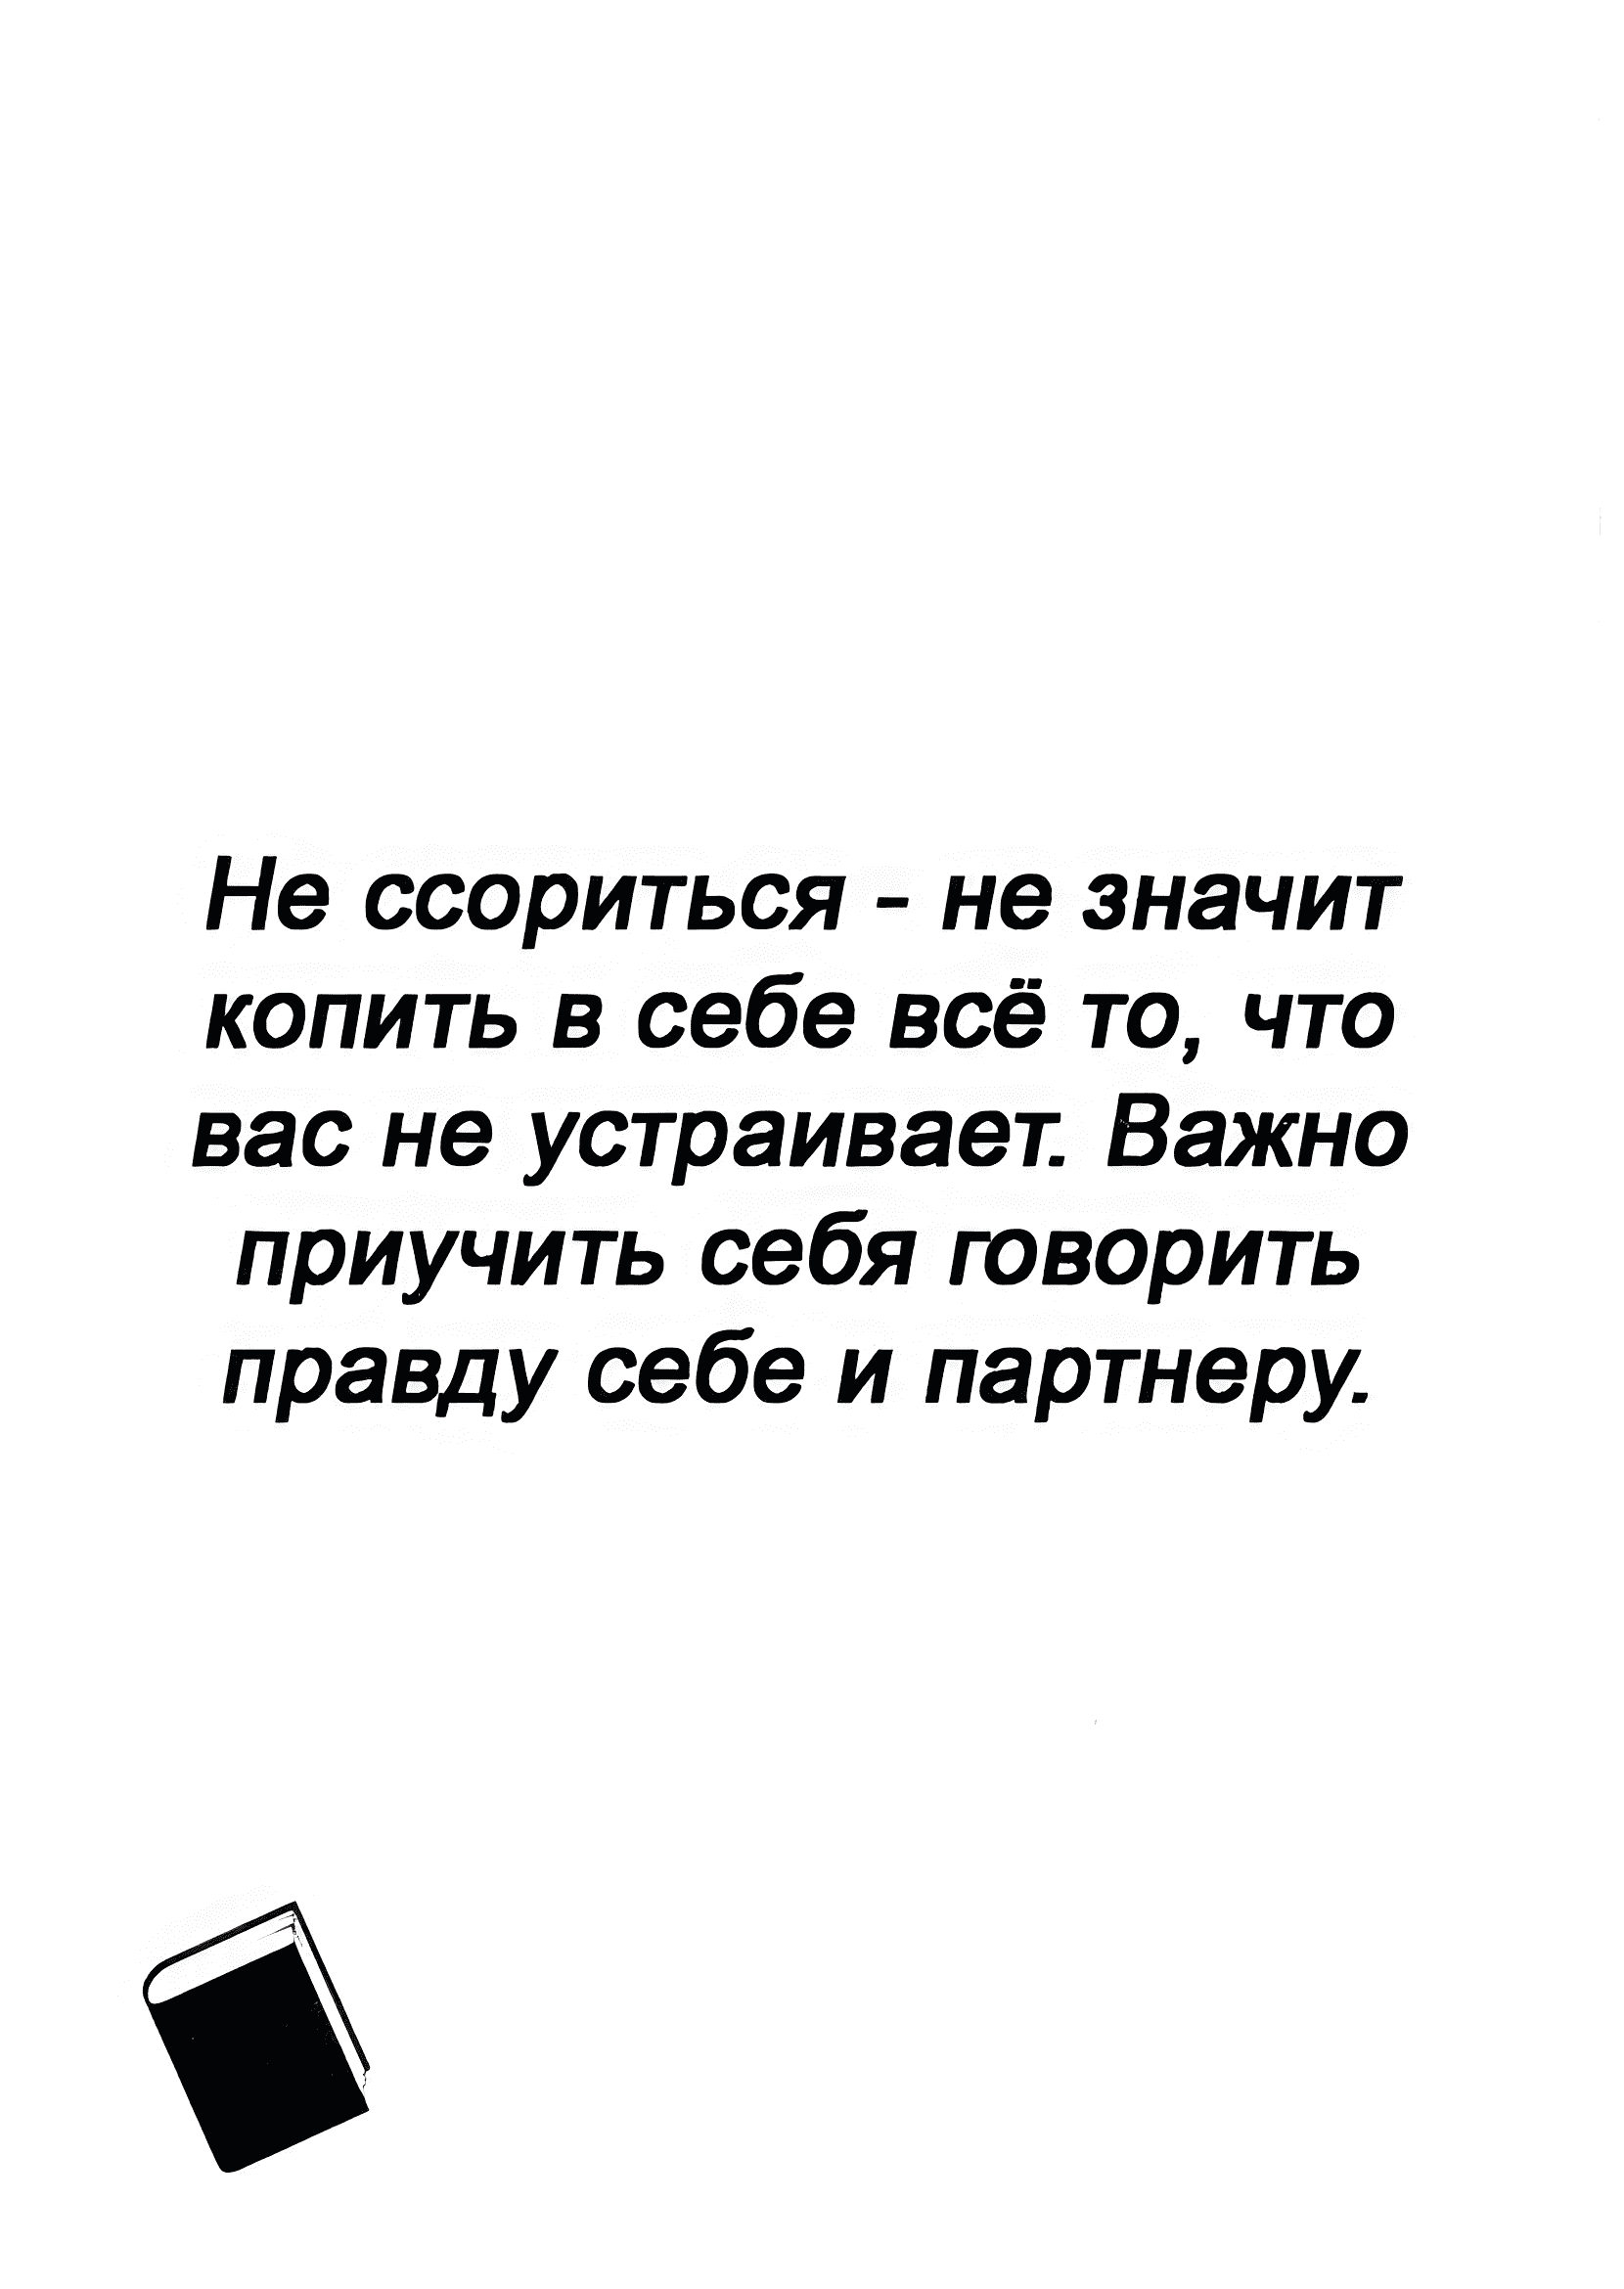 Не ссориться - не значит
копить в себе всё то, что
вас не устраивает. Важно
приучить себя говорить
правду себе и партнеру.